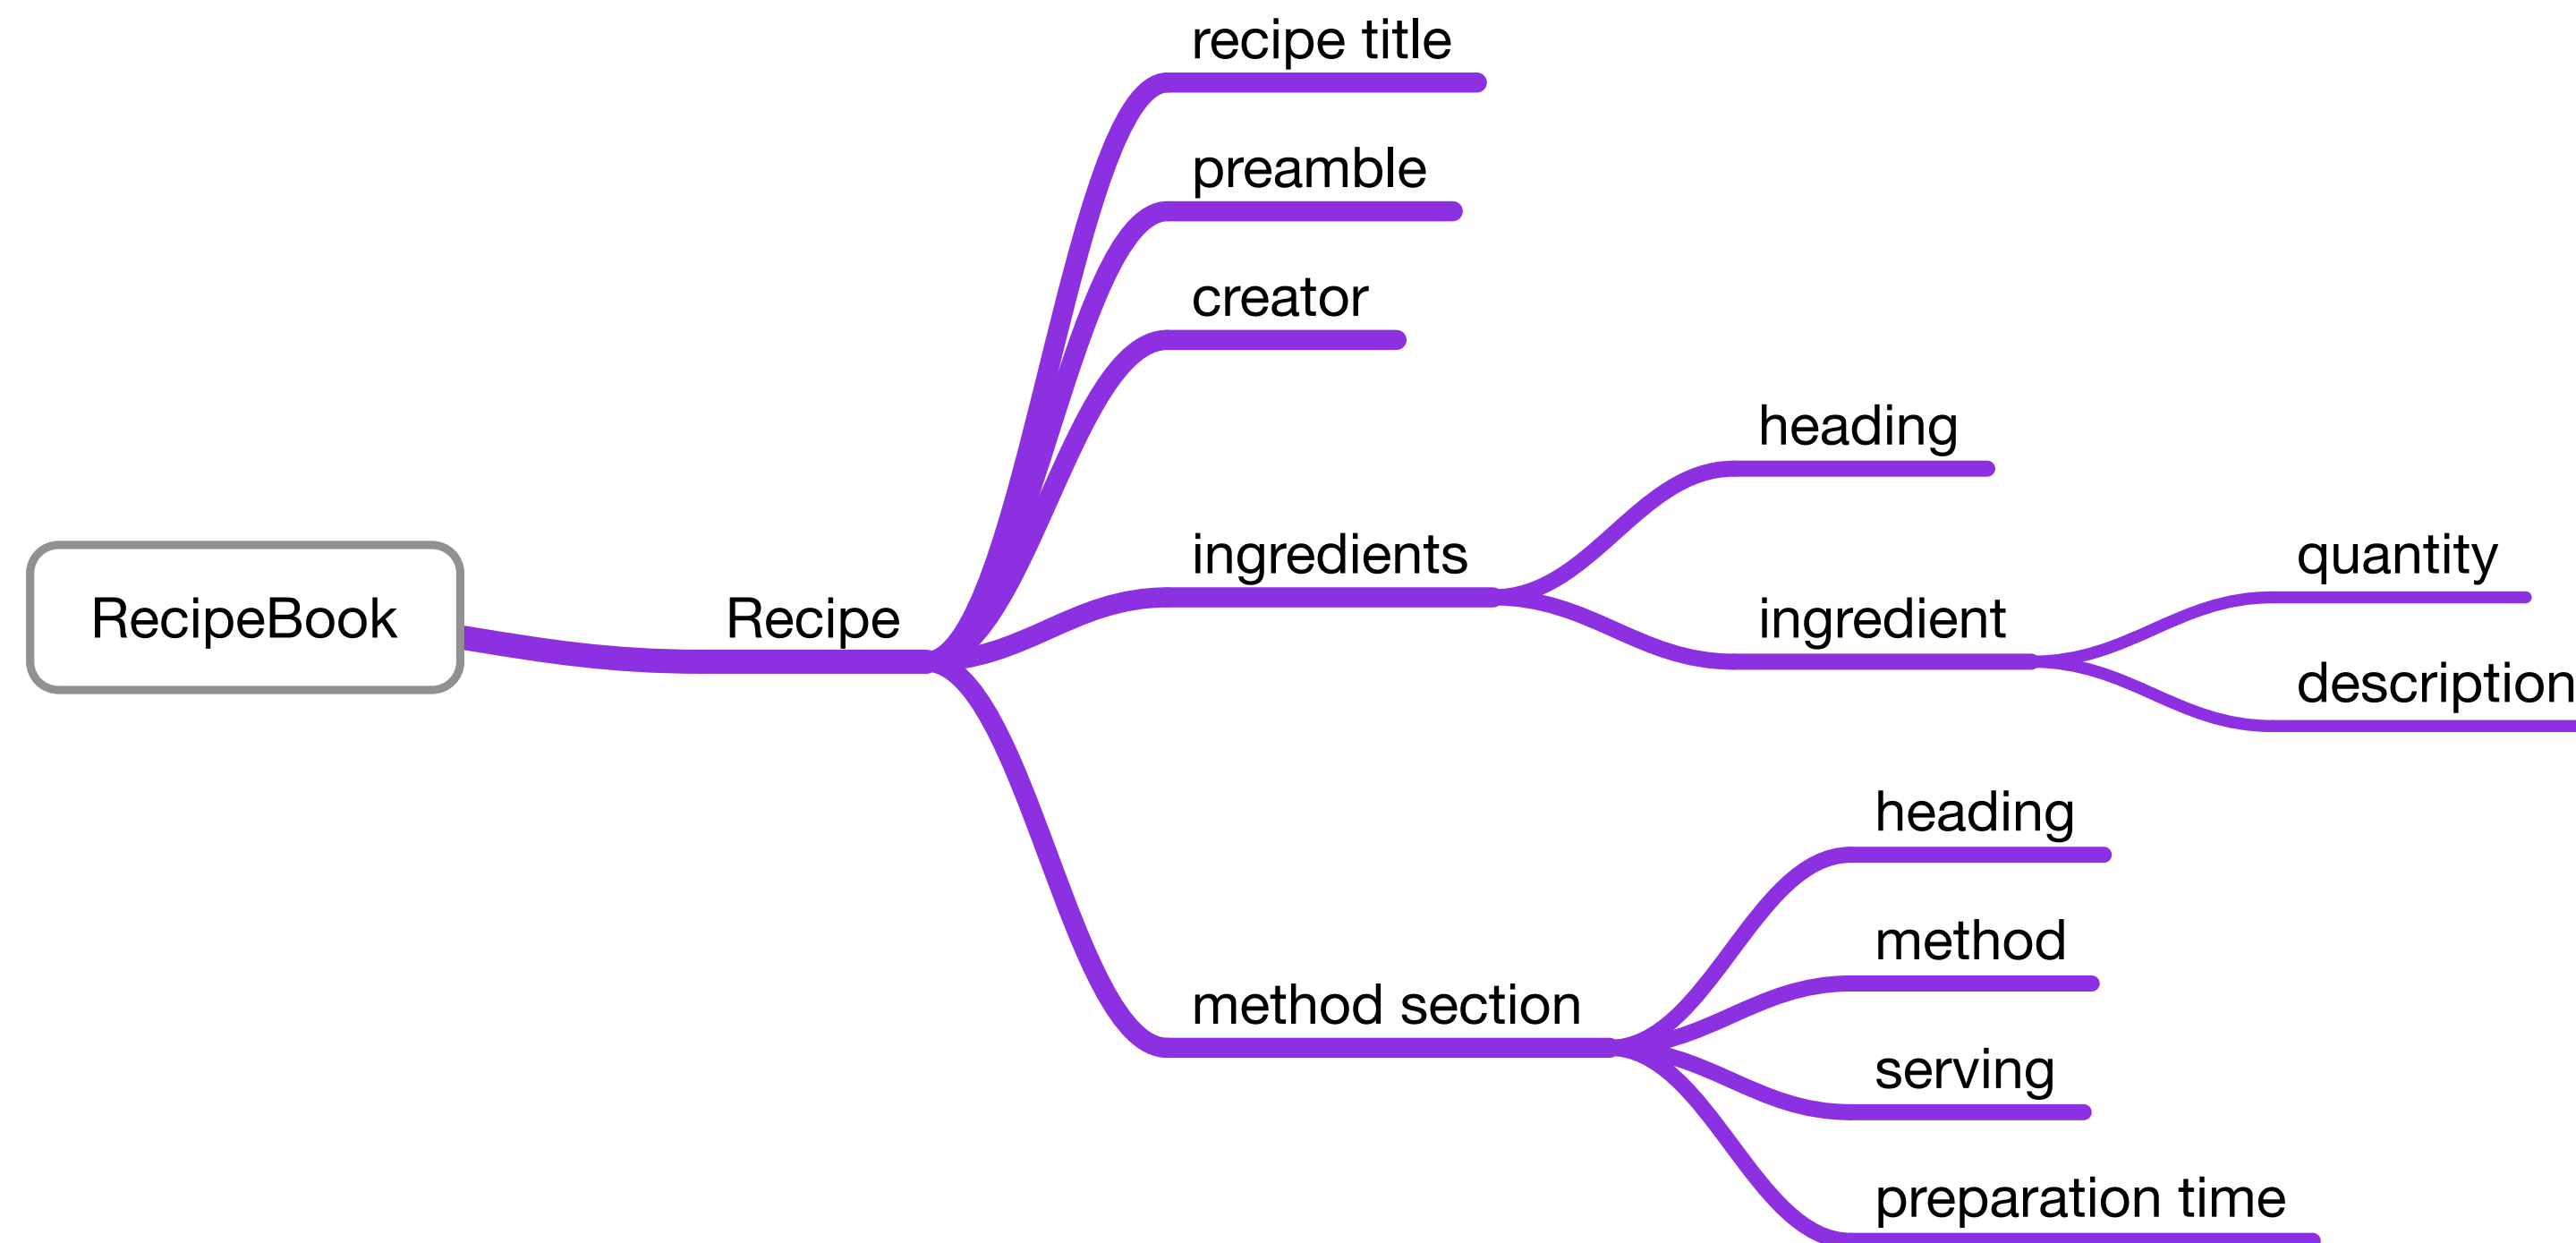 recipe title
preamble
creator
heading
ingredients
quantity
RecipeBook
Recipe
ingredient
description
heading
method
method section
serving
preparation time